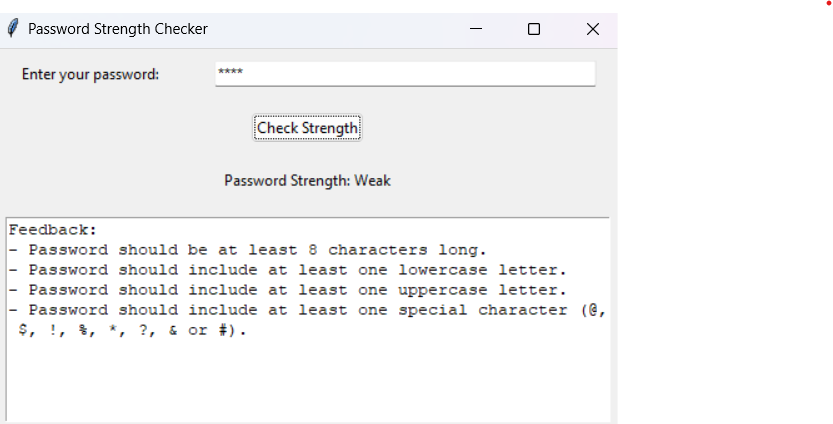 Password Strength Checker
Enter your password: ****
Check Strength
Password Strength: Weak
Feedback:
- Password should be at least 8 characters long.
- Password should include at least one lowercase letter.
- Password should include at least one uppercase letter.
- Password should include at least one special character (@,
$, !, %, *, ?, & or #).